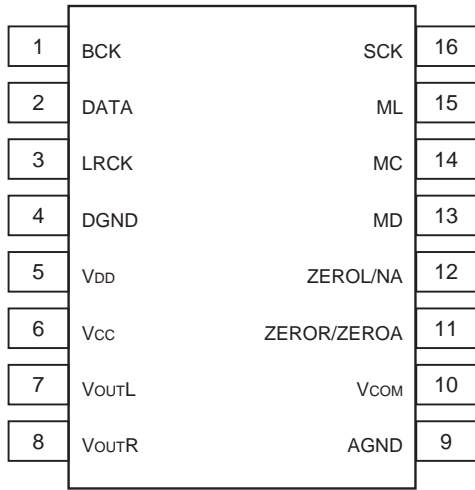 1 BCK SCK 16
2 DATA ML 15
3 LRCK MC 14
4 DGND MD 13
5 VDD ZEROL/NA 12
6 VCC ZEROR/ZEROA 11
7 VOUTL VCOM 10
8 VOUTR AGND 9